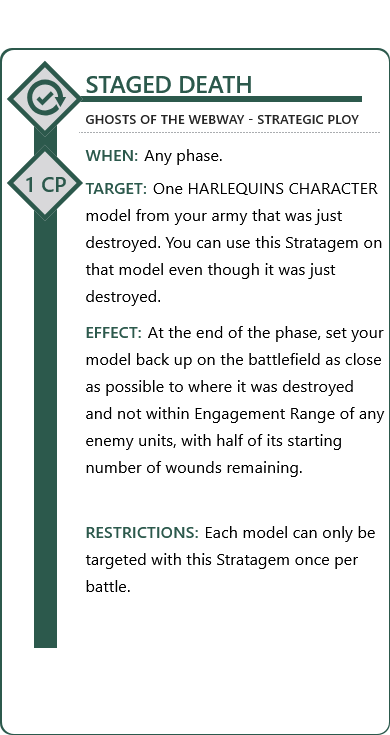 STAGED DEATH
GHOSTS OF THE WEBWAY - STRATEGIC PLOY
WHEN: Any phase.
1 CP
TARGET: One HARLEQUINS CHARACTER
model from your army that was just
destroyed. You can use this Stratagem on
that model even though it was just
destroyed.
EFFECT: At the end of the phase, set your
model back up on the battlefield as close
as possible to where it was destroyed
and not within Engagement Range of any
enemy units, with half of its starting
number of wounds remaining.
RESTRICTIONS: Each model can only be
targeted with this Stratagem once per
battle.